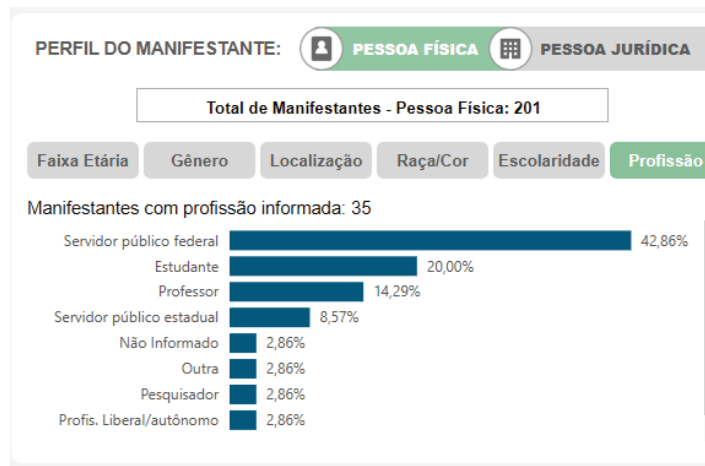 PERFIL DO MANIFESTANTE: PESSOA FÍSICA PESSOA JURÍDICA
Total de Manifestantes - Pessoa Física: 201
Faixa Etária Gênero Localização Raça/Cor Escolaridade Profissão
Manifestantes com profissão informada: 35
Servidor público federal 42,86%
Estudante 20,00%
Professor 14,29%
Servidor público estadual 8,57%
Não Informado 2,86%
Outra 2,86%
Pesquisador 2,86%
Profis. Liberal/autônomo 2,86%